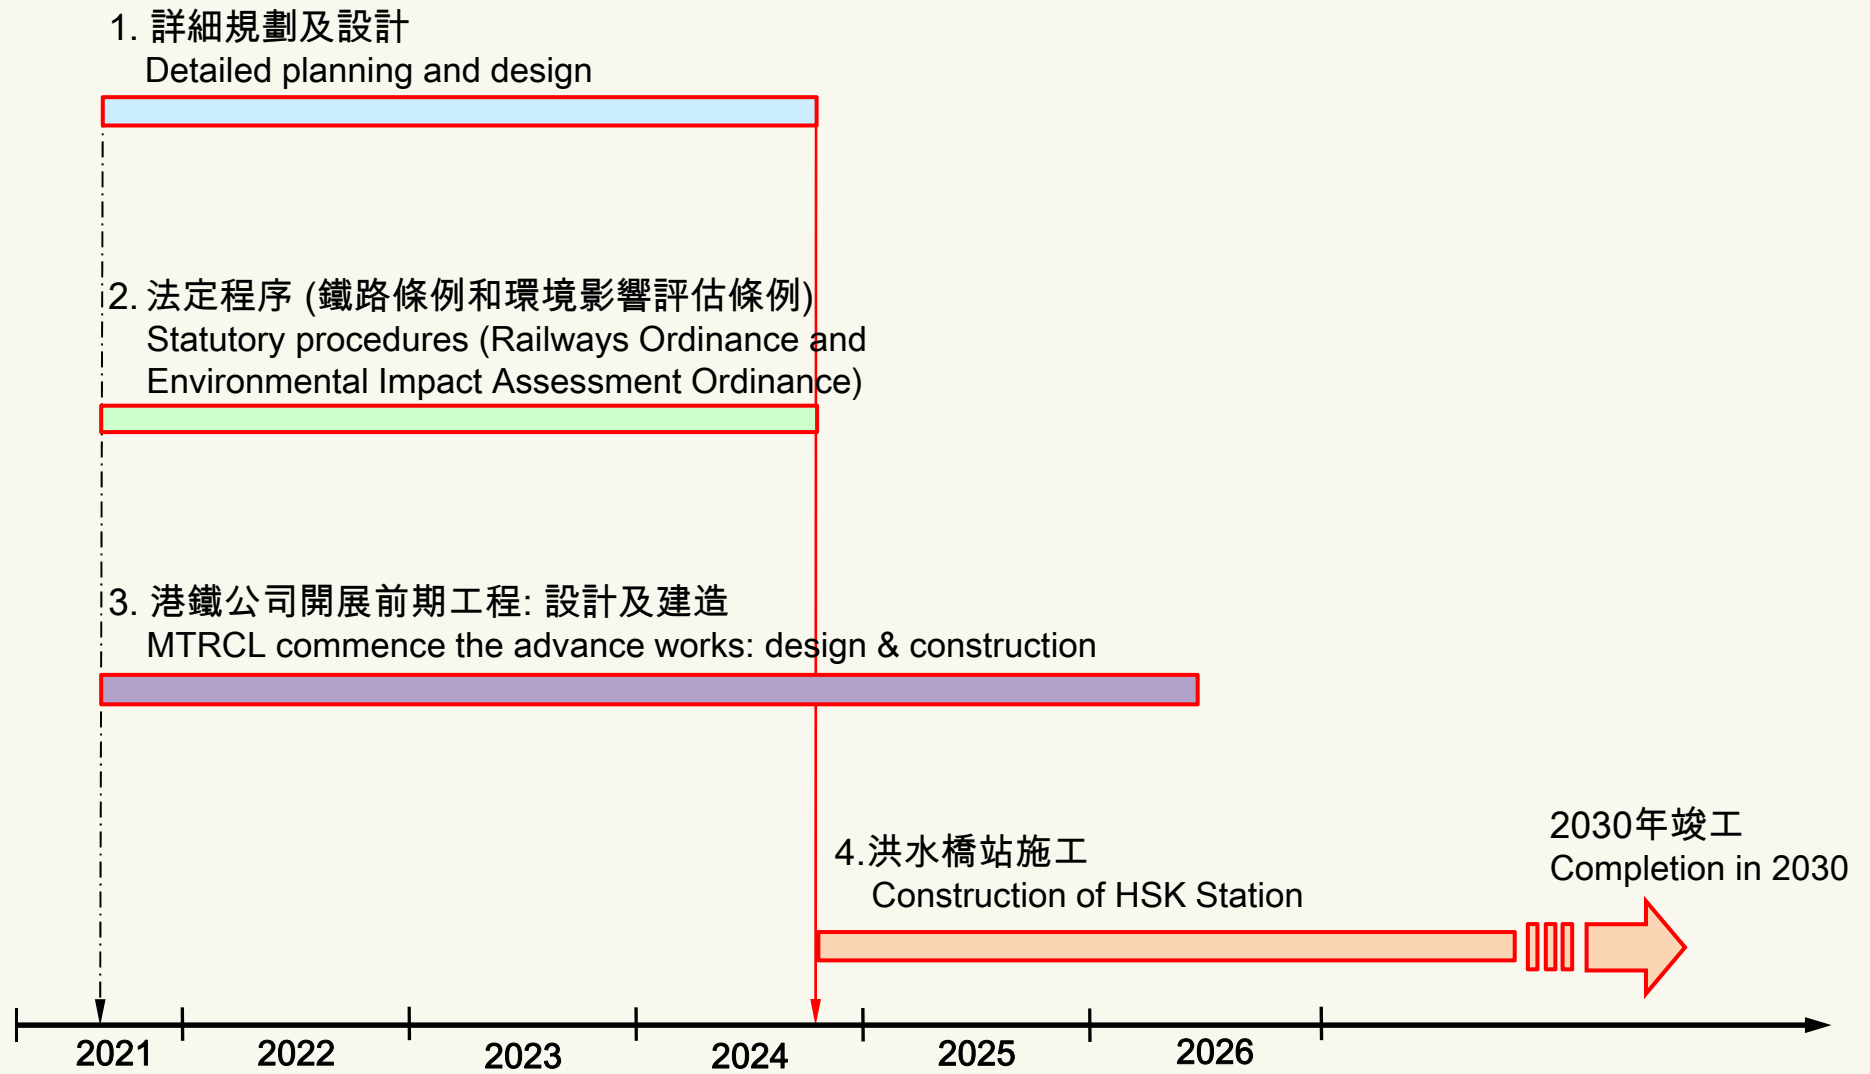 1. 詳細規劃及設計
Detailed planning and design
2. 法定程序 (鐵路條例和環境影響評估條例)
Statutory procedures (Railways Ordinance and
Environmental Impact Assessment Ordinance)
3. 港鐵公司開展前期工程: 設計及建造
MTRCL commence the advance works: design & construction
4.洪水橋站施工
Construction of HSK Station
2030年竣工
Completion in 2030
2021 2022 2023 2024 2025 2026